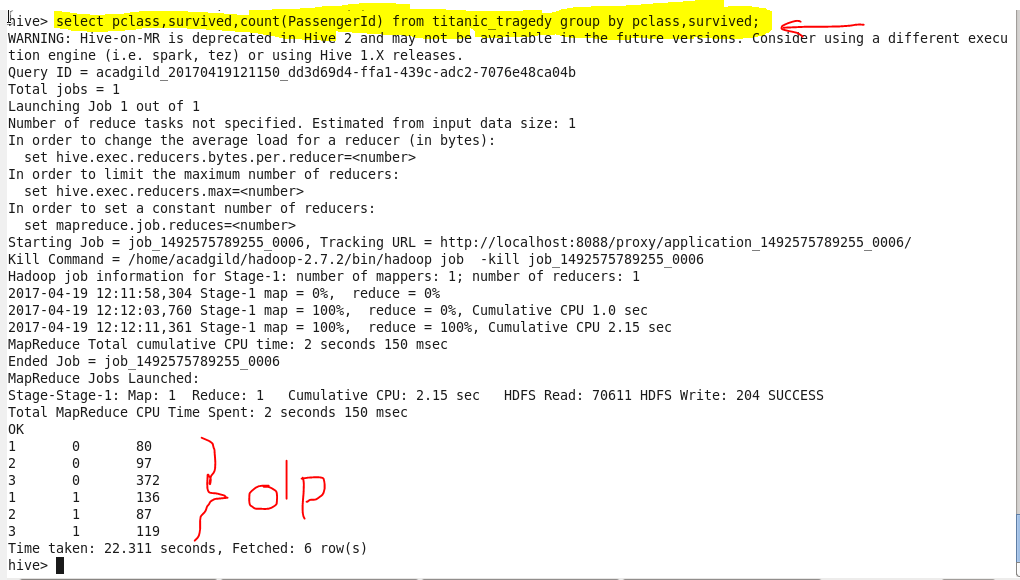 hive> select pclass,survived,count(PassengerId) from titanic_tragedy group by pclass,survived;
WARNING: Hive-on-MR is deprecated in Hive 2 and may not be available in the future versions. Consider using a different execu
tion engine (i.e. spark, tez) or using Hive 1.X releases.
Query ID = acadgild_20170419121150_dd3d69d4-ffa1-439c-adc2-7076e48ca04b
Total jobs = 1
Launching Job 1 out of 1
Number of reduce tasks not specified. Estimated from input data size: 1
In order to change the average load for a reducer (in bytes):
  set hive.exec.reducers.bytes.per.reducer=<number>
In order to limit the maximum number of reducers:
  set hive.exec.reducers.max=<number>
In order to set a constant number of reducers:
  set mapreduce.job.reduces=<number>
Starting Job = job_1492575789255_0006, Tracking URL = http://localhost:8088/proxy/application_1492575789255_0006/
Kill Command = /home/acadgild/hadoop-2.7.2/bin/hadoop job  -kill job_1492575789255_0006
Hadoop job information for Stage-1: number of mappers: 1; number of reducers: 1
2017-04-19 12:11:58,304 Stage-1 map = 0%,  reduce = 0%
2017-04-19 12:12:03,760 Stage-1 map = 100%,  reduce = 0%, Cumulative CPU 1.0 sec
2017-04-19 12:12:11,361 Stage-1 map = 100%,  reduce = 100%, Cumulative CPU 2.15 sec
MapReduce Total cumulative CPU time: 2 seconds 150 msec
Ended Job = job_1492575789255_0006
MapReduce Jobs Launched:
Stage-Stage-1: Map: 1  Reduce: 1   Cumulative CPU: 2.15 sec   HDFS Read: 70611 HDFS Write: 204 SUCCESS
Total MapReduce CPU Time Spent: 2 seconds 150 msec
OK
1       0       80
2       0       97
3       0       372
1       1       136
2       1       87
3       1       119
o|p
Time taken: 22.311 seconds, Fetched: 6 row(s)
hive>